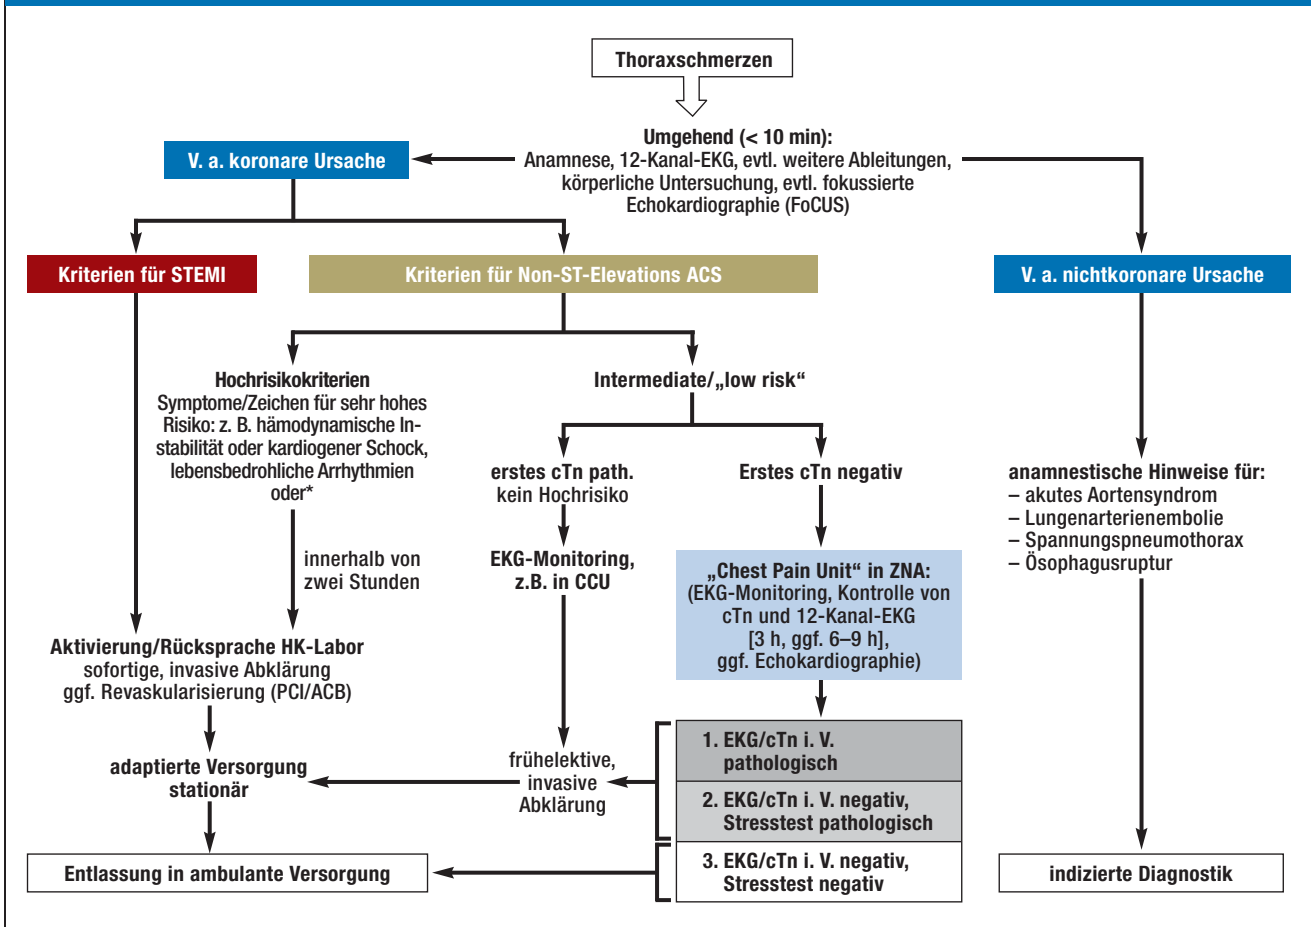 Thoraxschmerzen
Umgehend (< 10 min):
Anamnese, 12-Kanal-EKG, evtl. weitere Ableitungen,
körperliche Untersuchung, evtl. fokussierte
Echokardiographie (FoCUS)
V. a. koronare Ursache
Kriterien für STEMI
Kriterien für Non-ST-Elevations ACS
V. a. nichtkoronare Ursache
Hochrisikokriterien
Symptome/Zeichen für sehr hohes
Risiko: z. B. hämodynamische In-
stabilität oder kardiogener Schock,
lebensbedrohliche Arrhythmien
oder*
innerhalb von
zwei Stunden
Intermediate/„low risk“
erstes cTn path.
kein Hochrisiko
EKG-Monitoring,
z.B. in CCU
Erstes cTn negativ
„Chest Pain Unit“ in ZNA:
(EKG-Monitoring, Kontrolle von
cTn und 12-Kanal-EKG
[3 h, ggf. 6–9 h],
ggf. Echokardiographie)
anamnestische Hinweise für:
– akutes Aortensyndrom
– Lungenarterienembolie
– Spannungspneumothorax
– Ösophagusruptur
Aktivierung/Rücksprache HK-Labor
sofortige, invasive Abklärung
ggf. Revaskularisierung (PCI/ACB)
adaptierte Versorgung
stationär
frühelektive,
invasive
Abklärung
1. EKG/cTn i. V.
pathologisch
2. EKG/cTn i. V. negativ,
Stresstest pathologisch
3. EKG/cTn i. V. negativ,
Stresstest negativ
Entlassung in ambulante Versorgung
indizierte Diagnostik